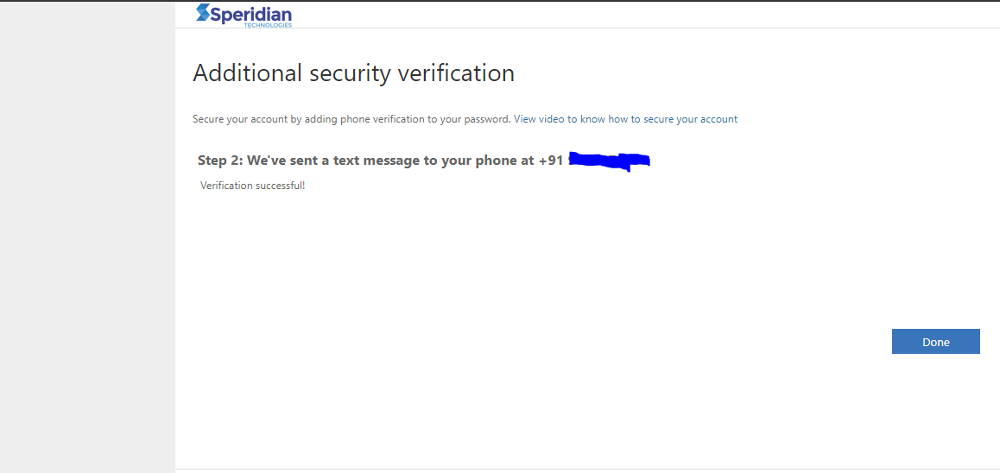 Speridian
TECHNOLOGIES
Additional security verification
Secure your account by adding phone verification to your password. View video to know how to secure your account
Step 2: We've sent a text message to your phone at +91
Verification successful!
Done